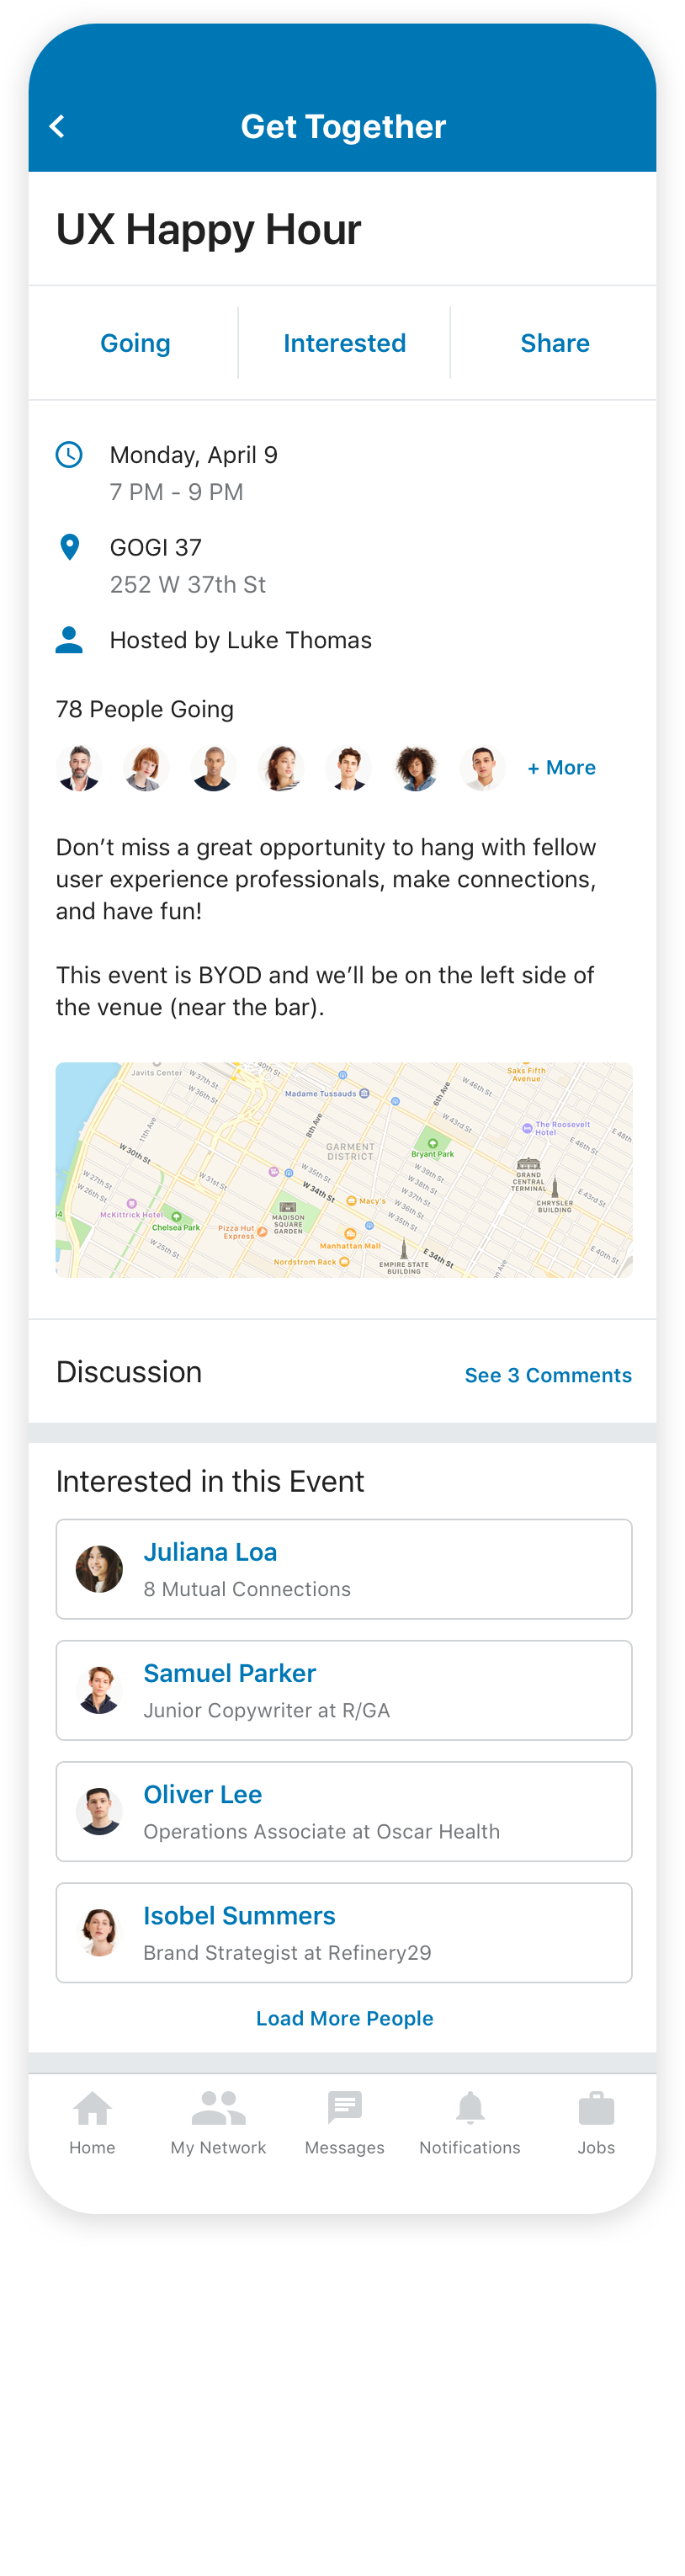 Get Together
UX Happy Hour
Going
Interested
Share
Monday, April 9
7 PM - 9 PM
GOGI 37
252 W 37th St
Hosted by Luke Thomas
78 People Going
+ More
Don’t miss a great opportunity to hang with fellow
user experience professionals, make connections,
and have fun!
This event is BYOD and we’ll be on the left side of
the venue (near the bar).
Javits Center
W 37th St
W 36th St
40th St
Madame Tussauds
6th Ave
W 46th St
Saks Fifth
Avenue
11th Ave
8th Ave
W 43rd St
The Roosevelt
Hotel
E 46th St
E 48th
W 30th St
GARMENT
DISTRICT
Bryant Park
W 27th St
W 26th St
W 31st St
W 35th St
W 34th St
W 39th St
W 38th St
W 37th St
W 36th St
W 35th St
GRAND
CENTRAL
TERMINAL
CHRYSLER
BUILDING
E 43rd St
McKittrick Hotel
Chelsea Park
MADISON
SQUARE
GARDEN
Macy's
Pizza Hut
Express
W 25th St
Manhattan Mall
Nordstrom Rack
EMPIRE STATE
BUILDING
E 34th St
E 40th St
Discussion
See 3 Comments
Interested in this Event
Juliana Loa
8 Mutual Connections
Samuel Parker
Junior Copywriter at R/GA
Oliver Lee
Operations Associate at Oscar Health
Isobel Summers
Brand Strategist at Refinery29
Load More People
Home
My Network
Messages
Notifications
Jobs